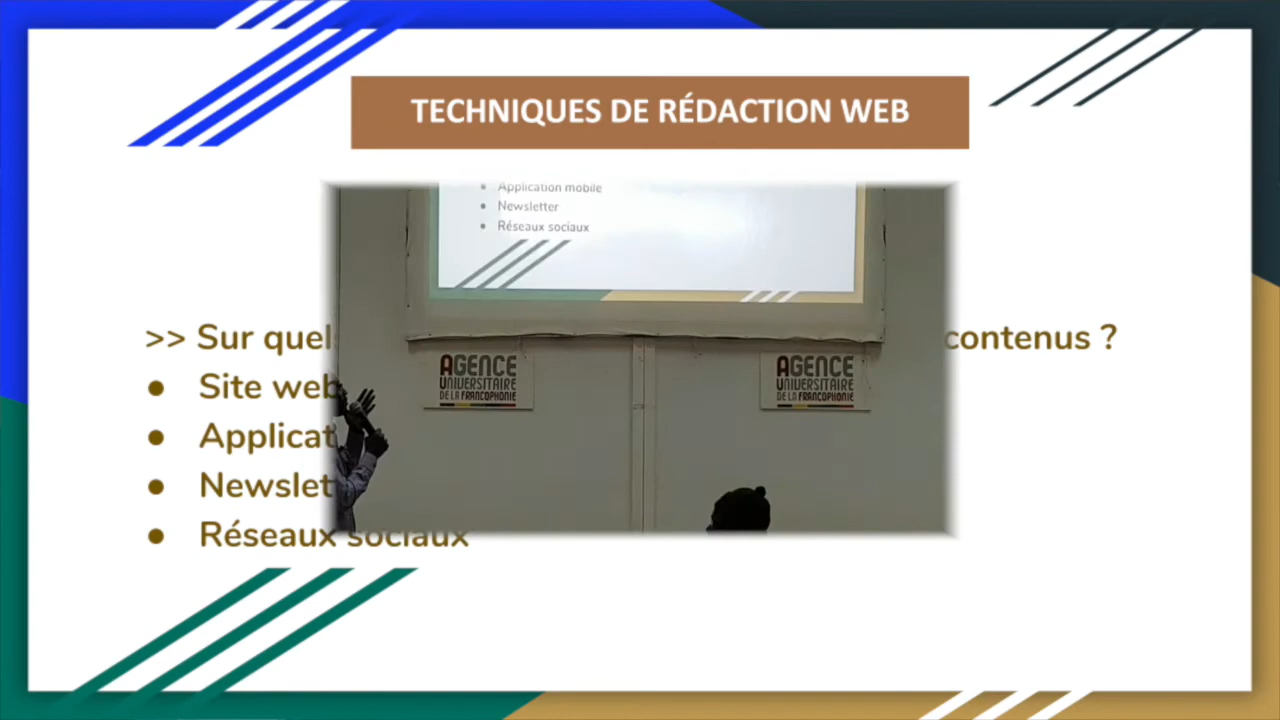 TECHNIQUES DE RÉDACTION WEB
Application mobile
Newsletter
Réseaux sociaux
>> Sur quel contenus ?
AGENCE
UNIVERSITAIRE
DE LA FRANCOPHONIE
AGENCE
UNIVERSITAIRE
DE LA FRANCOPHONIE
● Site web
● Applicat
● Newslet
● Réseaux sociaux